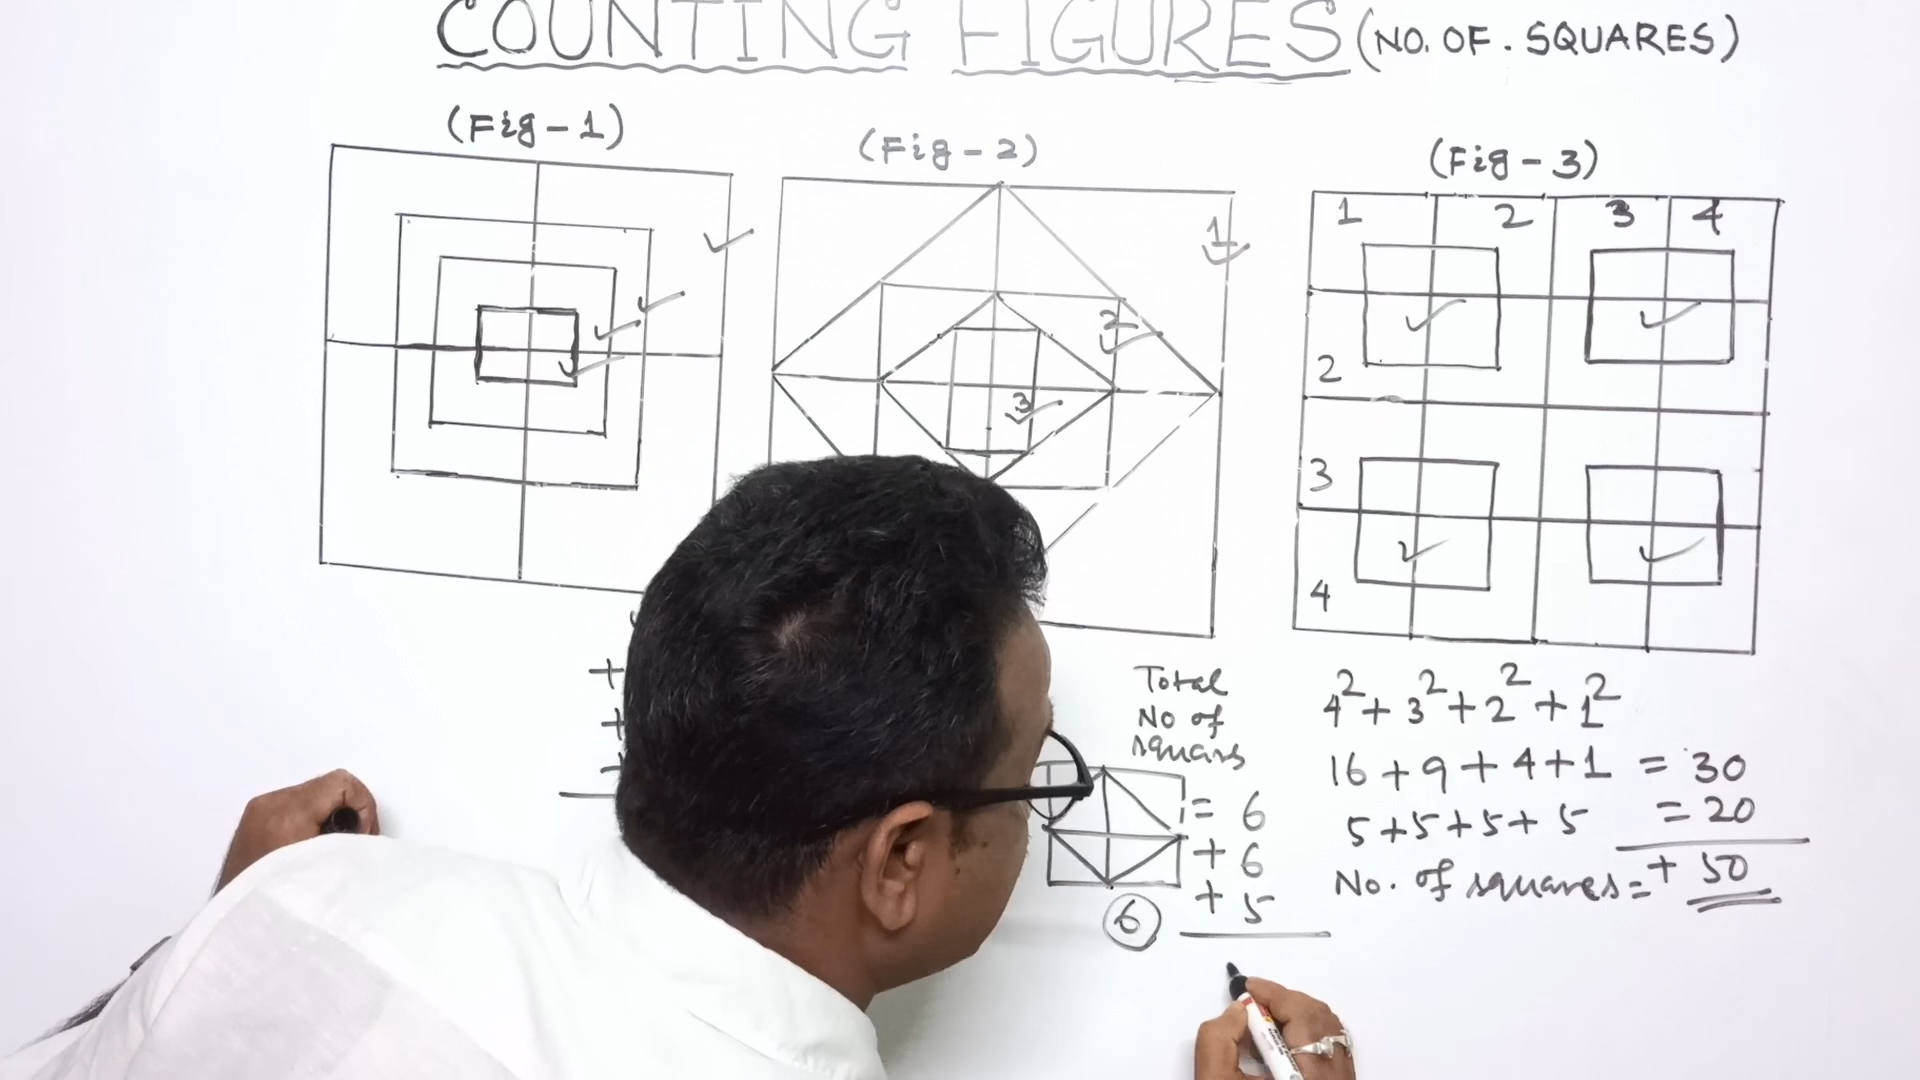 COUNTING FIGURES (NO. OF. SQUARES)
(Fig-1)
(Fig-2)
1
2
3
(Fig-3)
1 2 3 4
2
3
4
+
+
+
Total
No of
squars
= 6
+ 6
+ 5
6
4² + 3² + 2² + 1²
16 + 9 + 4 + 1 = 30
5 + 5 + 5 + 5 = 20
No. of squares = + 50